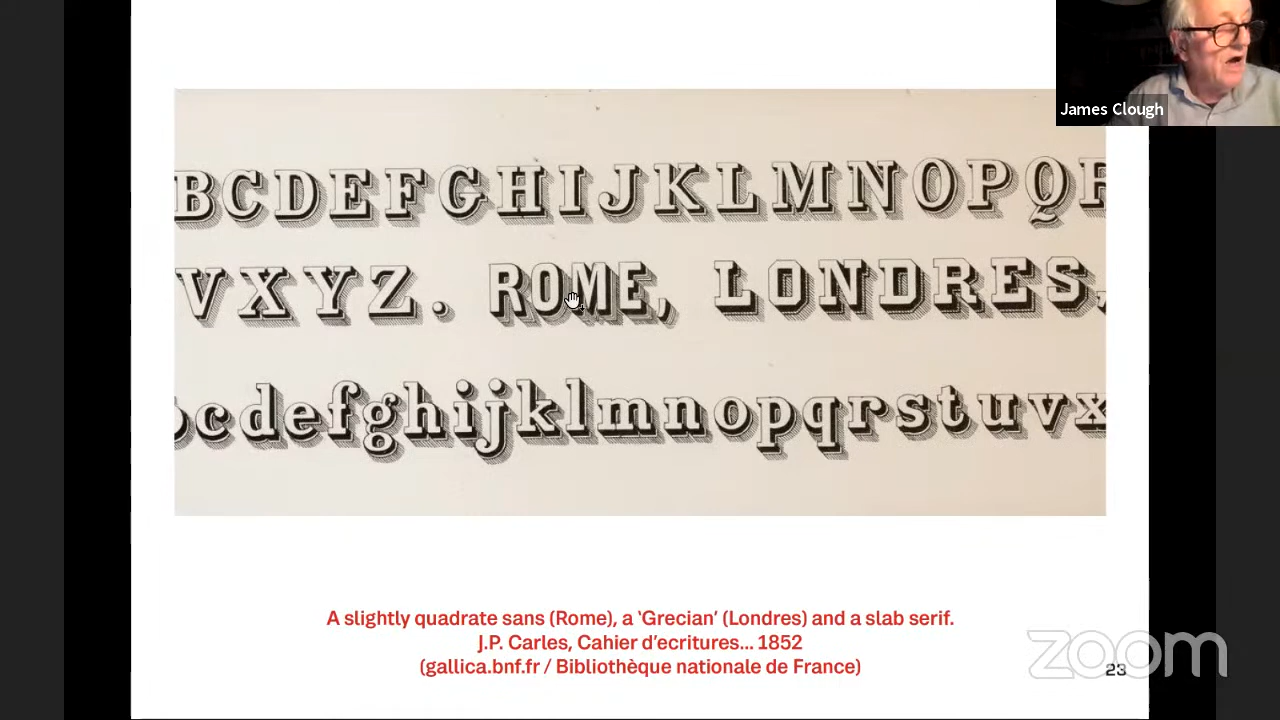 James Clough
BCDEFGHIJKLMNOPQR
VXYZ. ROME, LONDRES,
cdefghijklmnopqrstuvx
A slightly quadrate sans (Rome), a ‘Grecian’ (Londres) and a slab serif.
J.P. Carles, Cahier d’ecritures... 1852
(gallica.bnf.fr / Bibliothèque nationale de France)
zoom
23